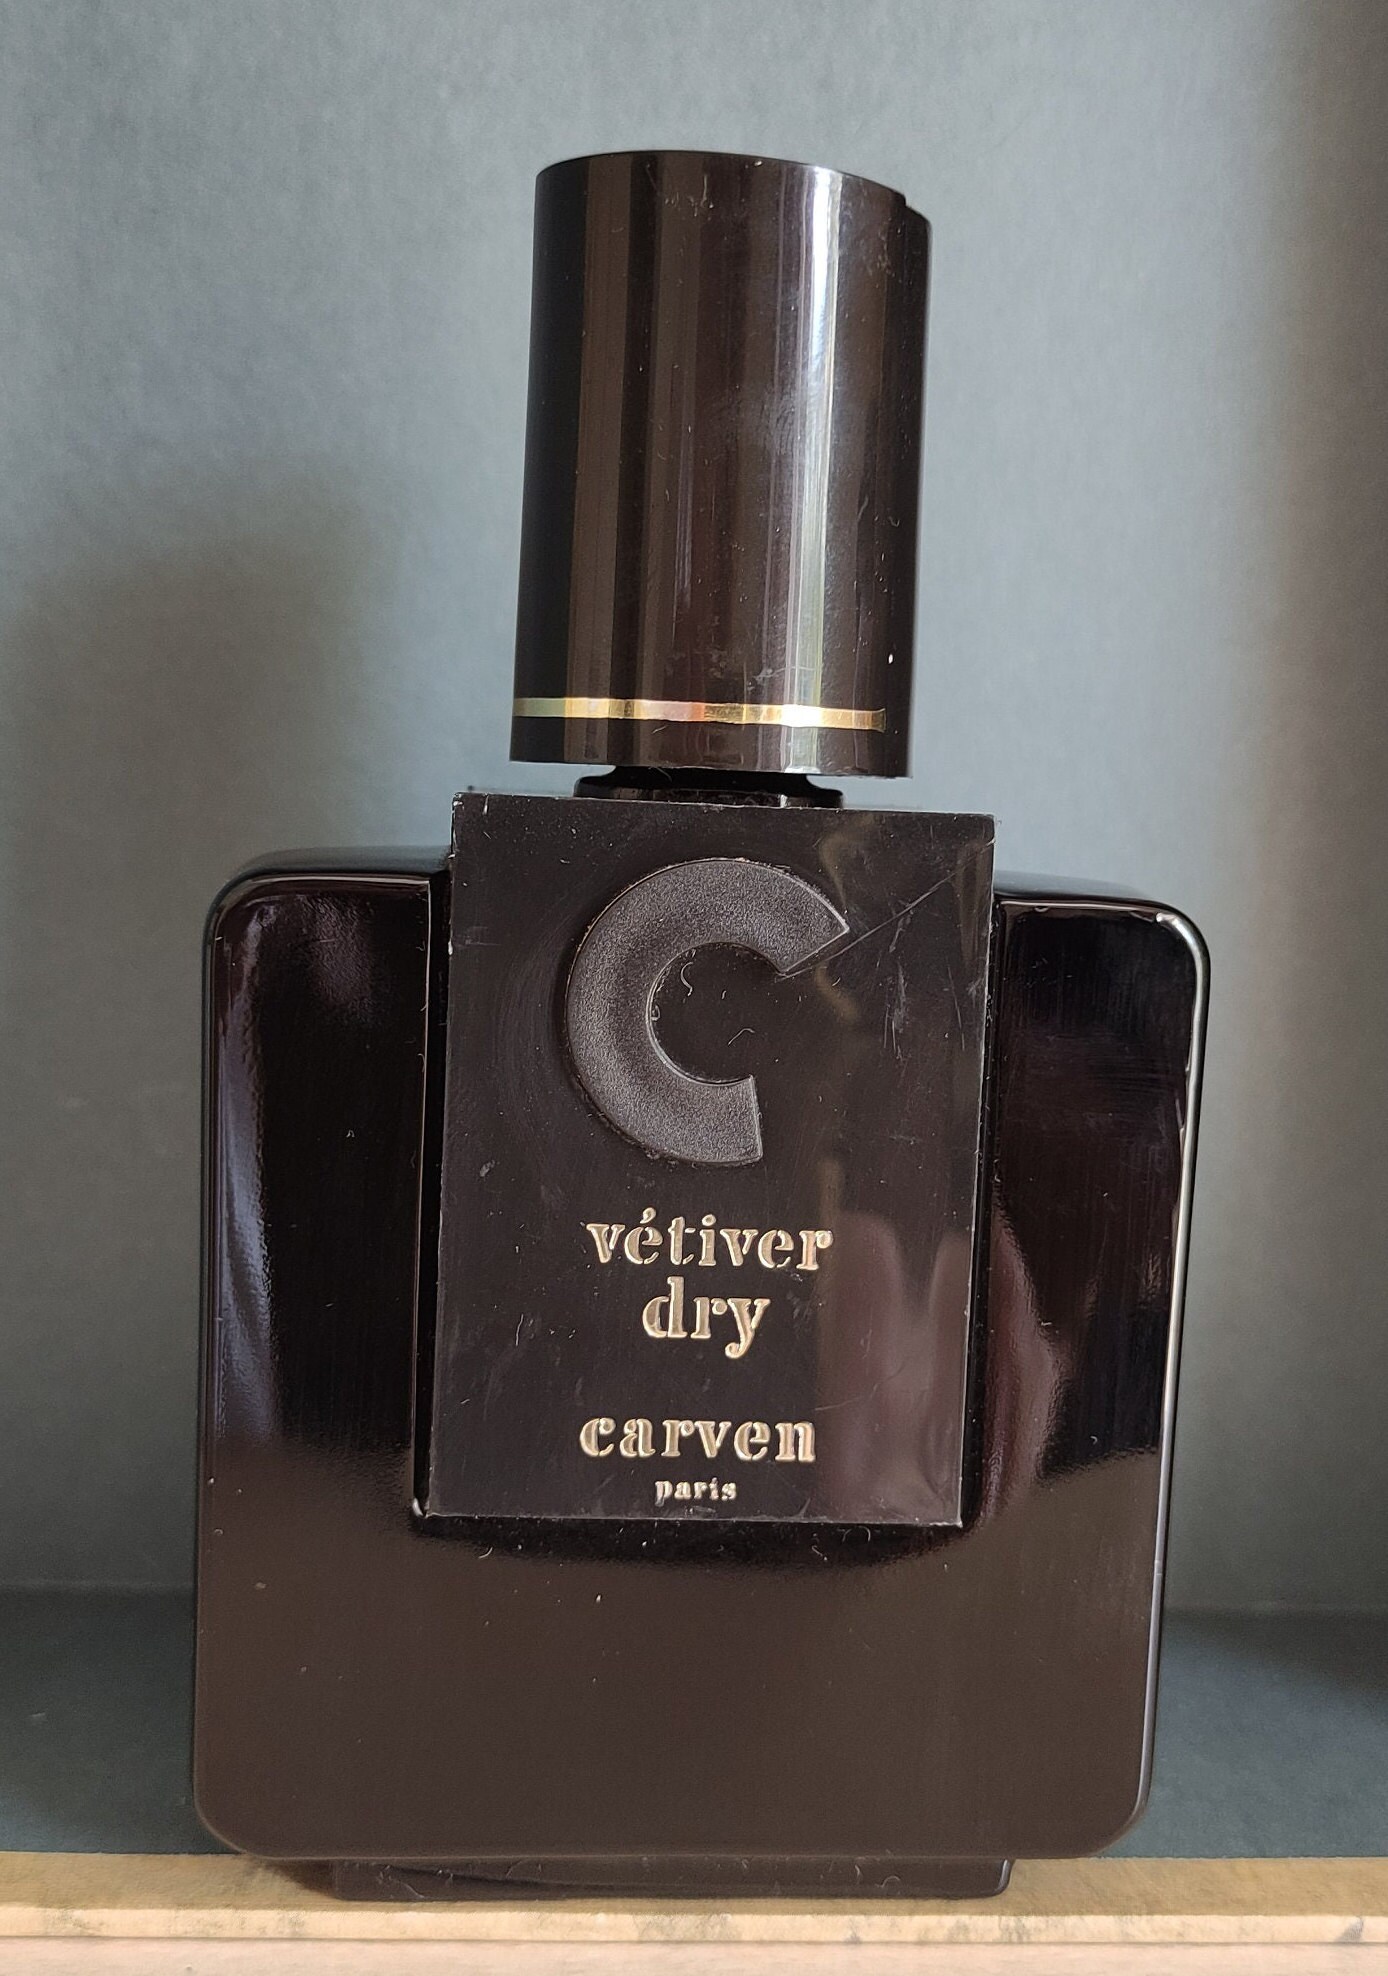 C
vétiver
dry
carven
paris